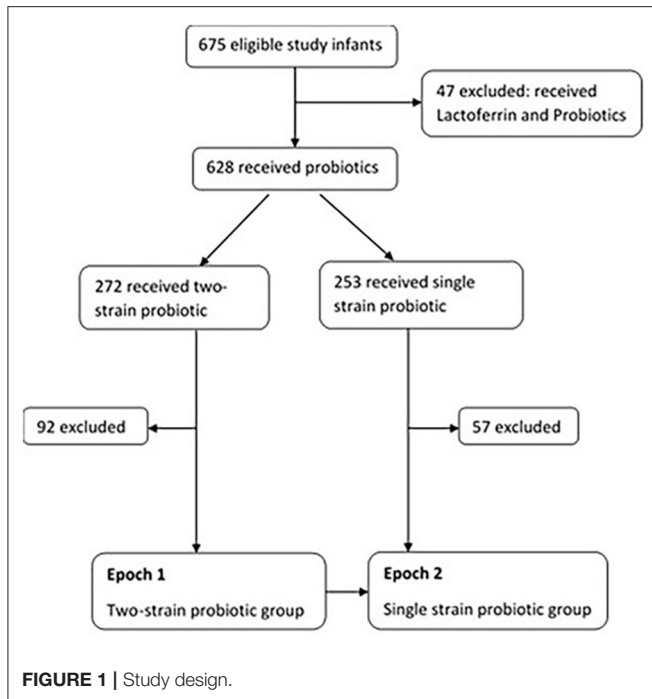 675 eligible study infants
47 excluded: received
Lactoferrin and Probiotics
628 received probiotics
272 received two-
strain probiotic
253 received single
strain probiotic
92 excluded
57 excluded
Epoch 1
Two-strain probiotic group
Epoch 2
Single strain probiotic group
FIGURE 1 | Study design.